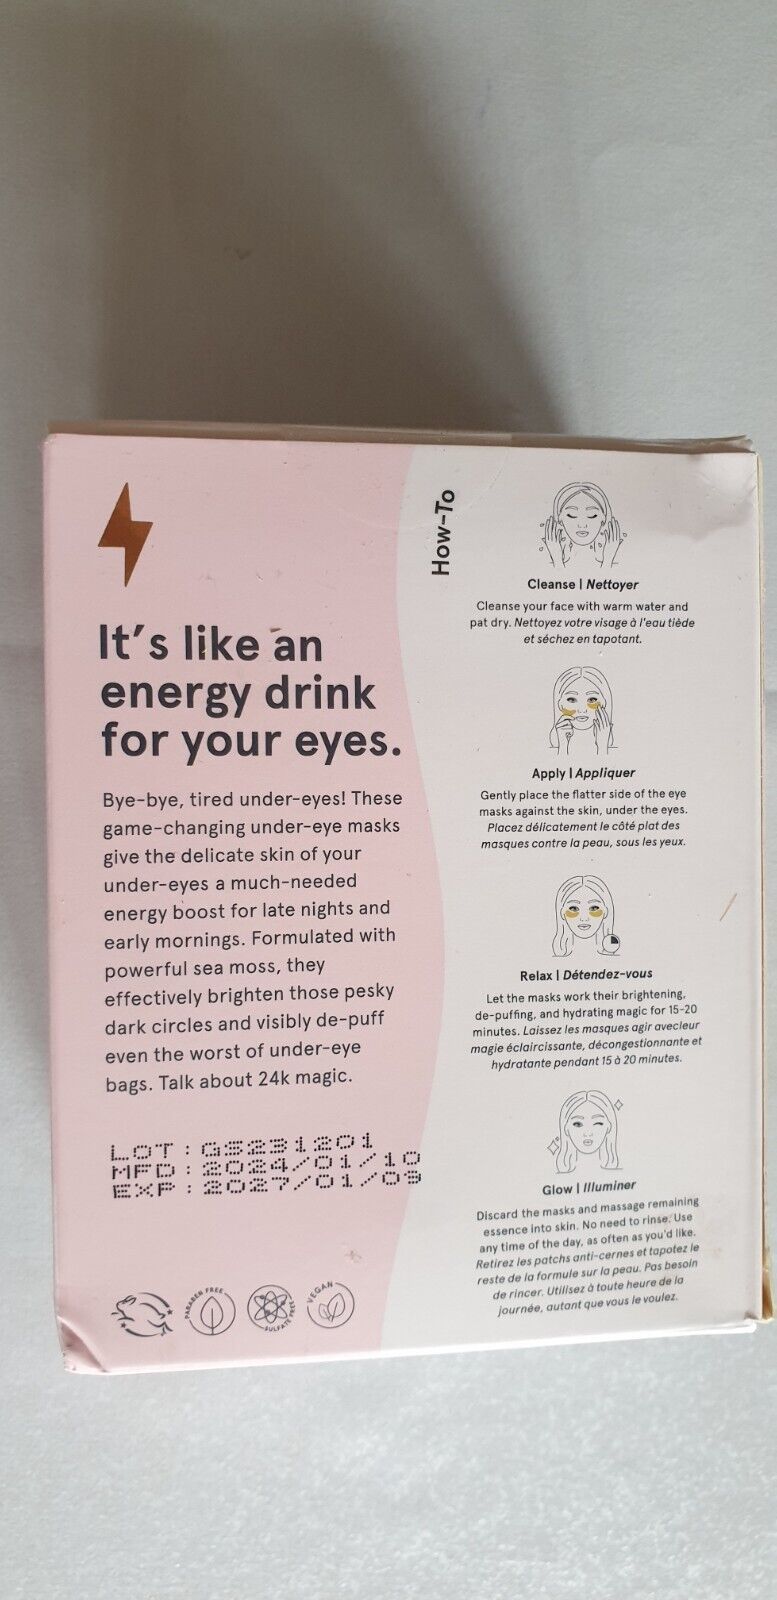 It's like an
energy drink
for your eyes.
Bye-bye, tired under-eyes! These
game-changing under-eye masks
give the delicate skin of your
under-eyes a much-needed
energy boost for late nights and
early mornings. Formulated with
powerful sea moss, they
effectively brighten those pesky
dark circles and visibly de-puff
even the worst of under-eye
bags. Talk about 24k magic.
LOT : GS231201
MFD : 2024/01/10
EXP : 2027/01/09
PARABEN FREE
SULFATE FREE
VEGAN
How-To
Cleanse | Nettoyer
Cleanse your face with warm water and
pat dry. Nettoyez votre visage à l'eau tiède
et séchez en tapotant.
Apply | Appliquer
Gently place the flatter side of the eye
masks against the skin, under the eyes.
Placez délicatement le côté plat des
masques contre la peau, sous les yeux.
Relax | Détendez-vous
Let the masks work their brightening,
de-puffing, and hydrating magic for 15-20
minutes. Laissez les masques agir avecleur
magie éclaircissante, décongestionnante et
hydratante pendant 15 à 20 minutes.
Glow | Illuminer
Discard the masks and massage remaining
essence into skin. No need to rinse. Use
any time of the day, as often as you'd like.
Retirez les patchs anti-cernes et tapotez le
reste de la formule sur la peau. Pas besoin
de rincer. Utilisez à toute heure de la
journée, autant que vous le voulez.